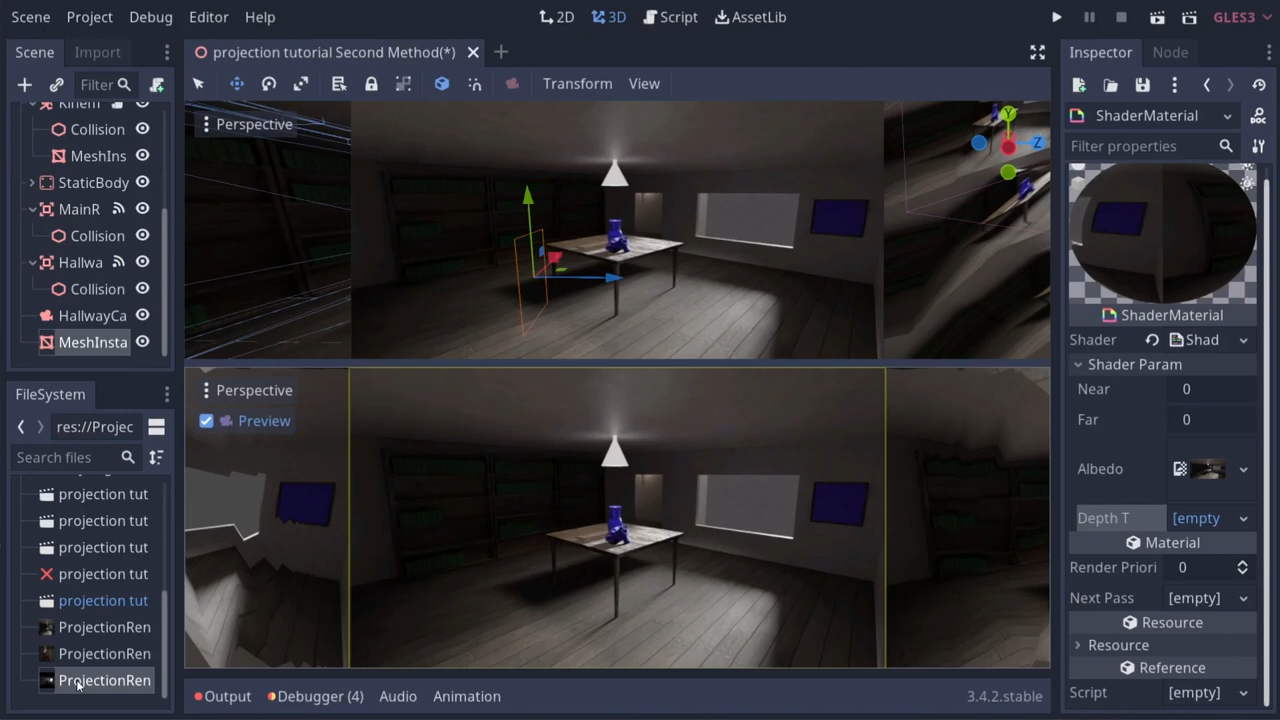 Scene Project Debug Editor Help 2D 3D Script AssetLib GLES3
Scene Import
projection tutorial Second Method(*)
Inspector Node
Filter
Transform View
Kinem
Collision
MeshIns
StaticBody
MainR
Collision
Hallwa
Collision
HallwayCa
MeshInsta
FileSystem
res://Projec
Search files
projection tut
projection tut
projection tut
projection tut
projection tut
ProjectionRen
ProjectionRen
ProjectionRen
Perspective
Y
Z
Perspective
Preview
Output Debugger (4) Audio Animation 3.4.2.stable
ShaderMaterial
Filter properties
ShaderMaterial
Shader Shad
Shader Param
Near 0
Far 0
Albedo
Depth T [empty
Material
Render Priori 0
Next Pass [empty]
Resource
Resource
Reference
Script [empty]